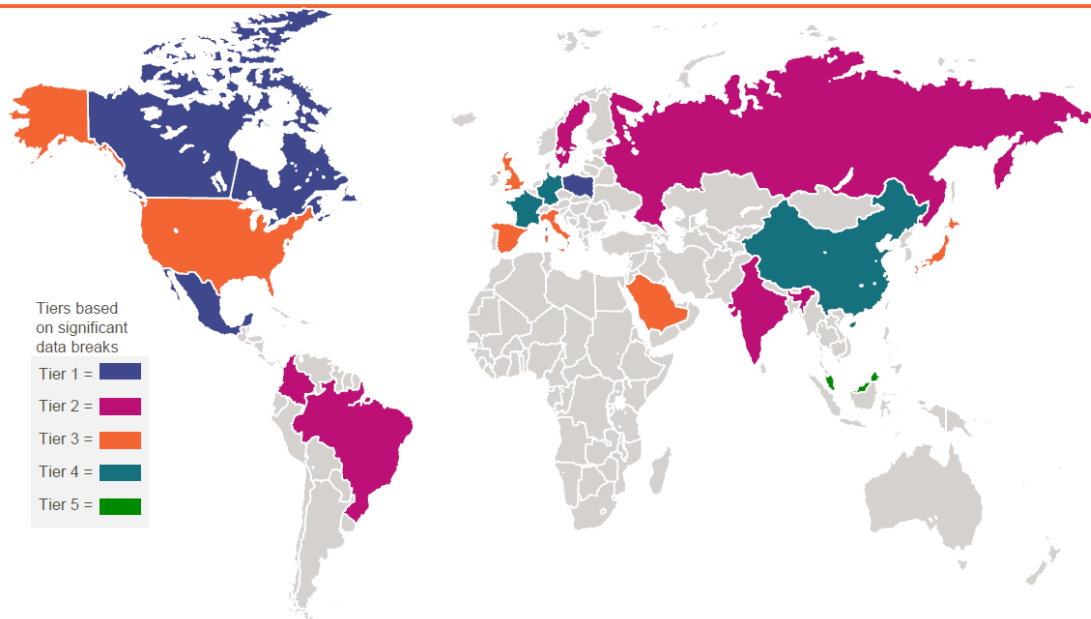 Tiers based
on significant
data breaks
Tier 1 =
Tier 2 =
Tier 3 =
Tier 4 =
Tier 5 =